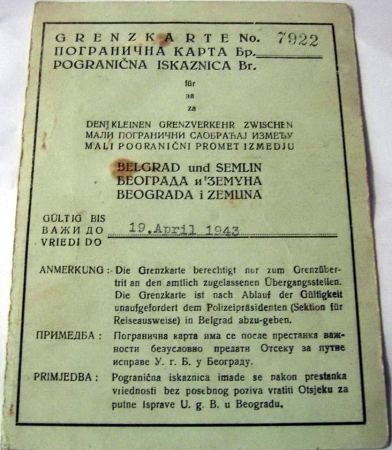 GRENZKARTE No. 7922
ПОГРАНИЧНА КАРТА Бр.
POGRANIČNA ISKAZNICA Br.
für
за
za
DEN KLEINEN GRENZVERKEHR ZWISCHEN
МАЛИ ПОГРАНИЧНИ САОБРАЋАЈ ИЗМЕЂУ
MALI POGRANIČNI PROMET IZMEDJU
BELGRAD und SEMLIN
БЕОГРАДА и ЗЕМУНА
BEOGRADA i ZEMUNA
GÜLTIG BIS
ВАЖИ ДО 19. April 1943
VRIEDI DO
ANMERKUNG: Die Grenzkarte berechtigt nur zum Grenzüber-
tritt an den amtlich zugelassenen Übergangsstellen.
Die Grenzkarte ist nach Ablauf der Gültigkeit
unaufgefordert dem Polizeipräsidenten (Sektion für
Reiseausweise) in Belgrad abzu-geben.
ПРИМЕДБА: Погранична карта има се после престанка важ-
ности безусловно предати Отсеку за путне
исправе У. г. Б. у Београду.
PRIMJEDBA: Pogranična iskaznica imade se nakon prestanka
vriednosti bez posebnog poziva vratiti Otsjeku za
putne Isprave U. g. B. u Beogradu.